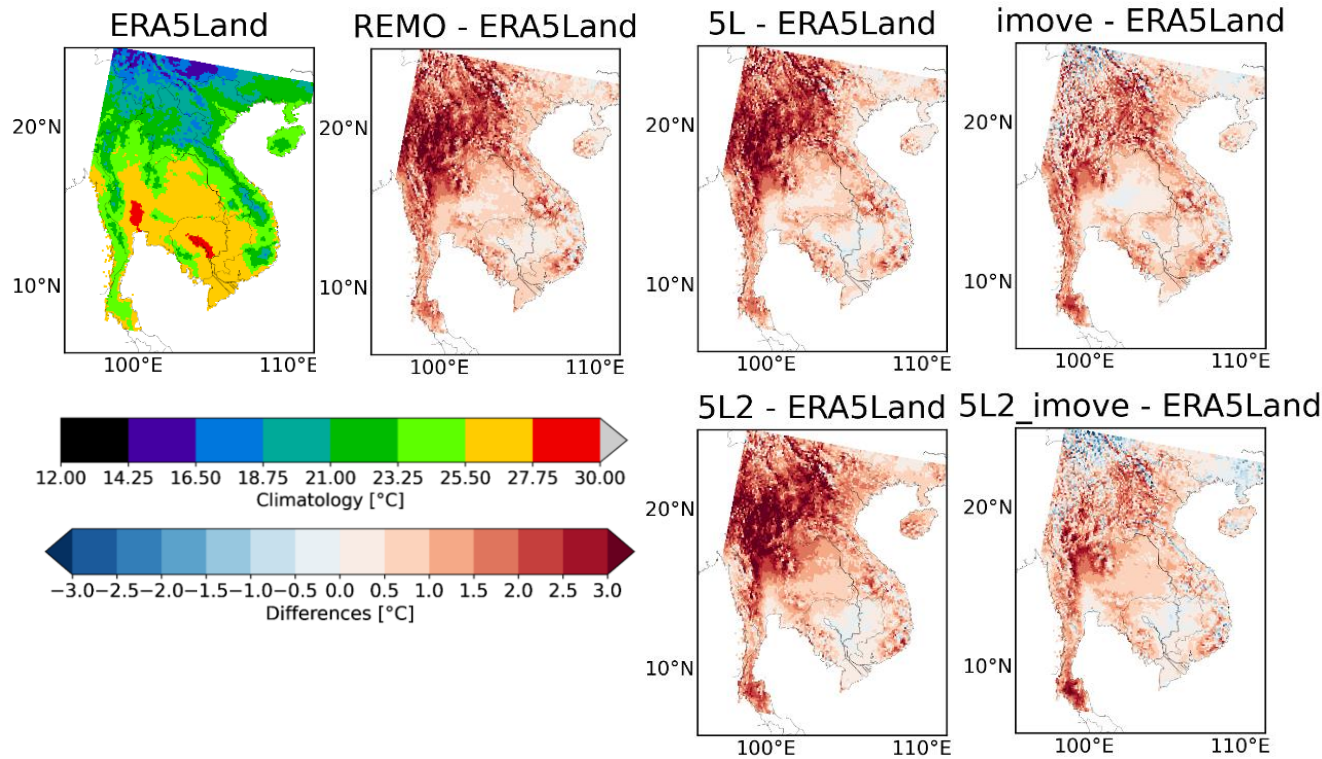 ERA5Land
REMO - ERA5Land
5L - ERA5Land
imove - ERA5Land
20°N
10°N
100°E
110°E
20°N
10°N
100°E
110°E
20°N
10°N
100°E
110°E
20°N
10°N
100°E
110°E
12.00 14.25 16.50 18.75 21.00 23.25 25.50 27.75 30.00
Climatology [°C]
−3.0−2.5−2.0−1.5−1.0−0.5 0.0 0.5 1.0 1.5 2.0 2.5 3.0
Differences [°C]
5L2 - ERA5Land
5L2_imove - ERA5Land
20°N
10°N
100°E
110°E
20°N
10°N
100°E
110°E